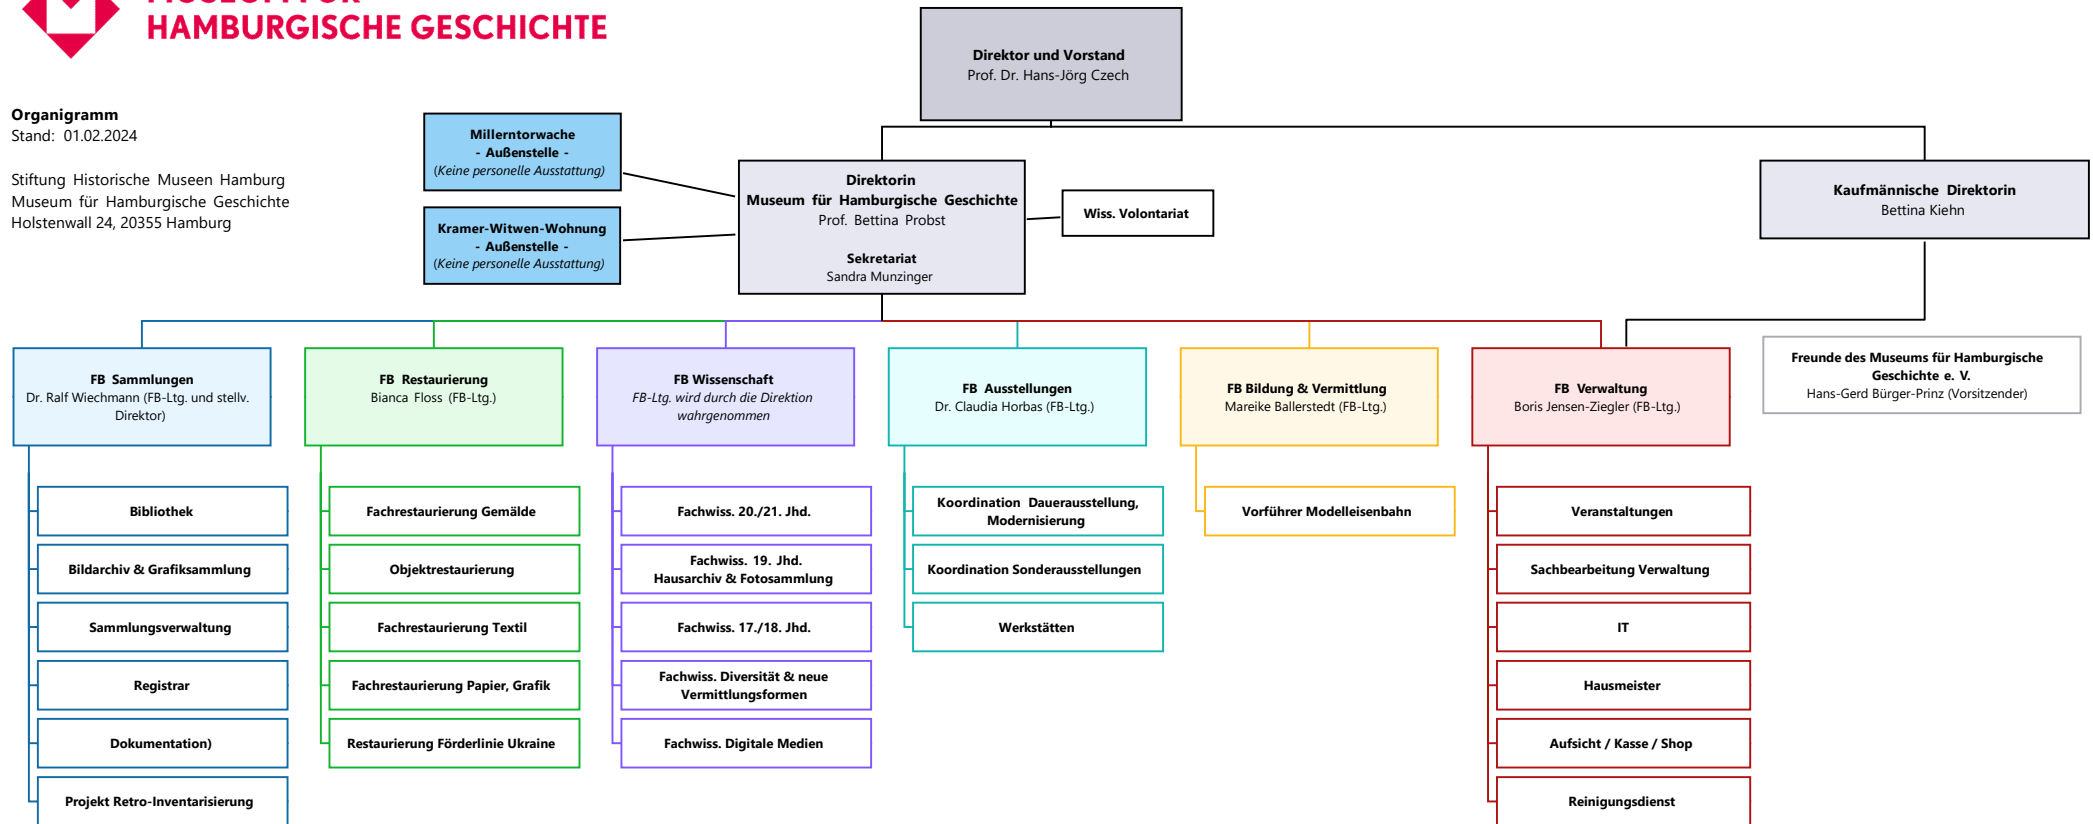 MUSEUM FÜR
HAMBURGISCHE GESCHICHTE
Organigramm
Stand: 01.02.2024
Stiftung Historische Museen Hamburg
Museum für Hamburgische Geschichte
Holstenwall 24, 20355 Hamburg
Direktor und Vorstand
Prof. Dr. Hans-Jörg Czech
Millerntorwache
- Außenstelle -
(Keine personelle Ausstattung)
Kramer-Witwen-Wohnung
- Außenstelle -
(Keine personelle Ausstattung)
Direktorin
Museum für Hamburgische Geschichte
Prof. Bettina Probst
Sekretariat
Sandra Munzinger
Wiss. Volontariat
Kaufmännische Direktorin
Bettina Kiehn
FB Sammlungen
Dr. Ralf Wiechmann (FB-Ltg. und stellv.
Direktor)
Bibliothek
Bildarchiv & Grafiksammlung
Sammlungsverwaltung
Registrar
Dokumentation)
Projekt Retro-Inventarisierung
FB Restaurierung
Bianca Floss (FB-Ltg.)
Fachrestaurierung Gemälde
Objektrestaurierung
Fachrestaurierung Textil
Fachrestaurierung Papier, Grafik
Restaurierung Förderlinie Ukraine
FB Wissenschaft
FB-Ltg. wird durch die Direktion
wahrgenommen
Fachwiss. 20./21. Jhd.
Fachwiss. 19. Jhd.
Hausarchiv & Fotosammlung
Fachwiss. 17./18. Jhd.
Fachwiss. Diversität & neue
Vermittlungsformen
Fachwiss. Digitale Medien
FB Ausstellungen
Dr. Claudia Horbas (FB-Ltg.)
Koordination Dauerausstellung,
Modernisierung
Koordination Sonderausstellungen
Werkstätten
FB Bildung & Vermittlung
Mareike Ballerstedt (FB-Ltg.)
Vorführer Modelleisenbahn
FB Verwaltung
Boris Jensen-Ziegler (FB-Ltg.)
Veranstaltungen
Sachbearbeitung Verwaltung
IT
Hausmeister
Aufsicht / Kasse / Shop
Reinigungsdienst
Freunde des Museums für Hamburgische
Geschichte e. V.
Hans-Gerd Bürger-Prinz (Vorsitzender)